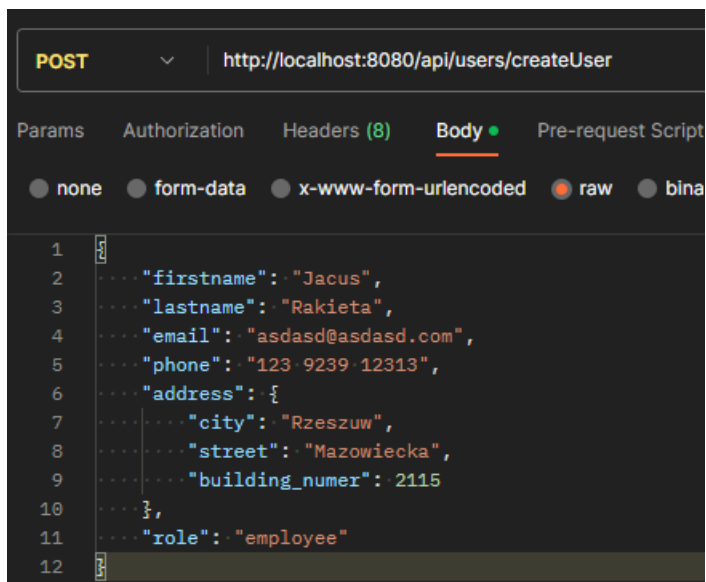 POST http://localhost:8080/api/users/createUser
Params Authorization Headers (8) Body Pre-request Script
none form-data x-www-form-urlencoded raw bina
1 {
2 "firstname": "Jacus",
3 "lastname": "Rakieta",
4 "email": "asdasd@asdasd.com",
5 "phone": "123 9239 12313",
6 "address": {
7 "city": "Rzeszuw",
8 "street": "Mazowiecka",
9 "building_numer": 2115
10 },
11 "role": "employee"
12 }